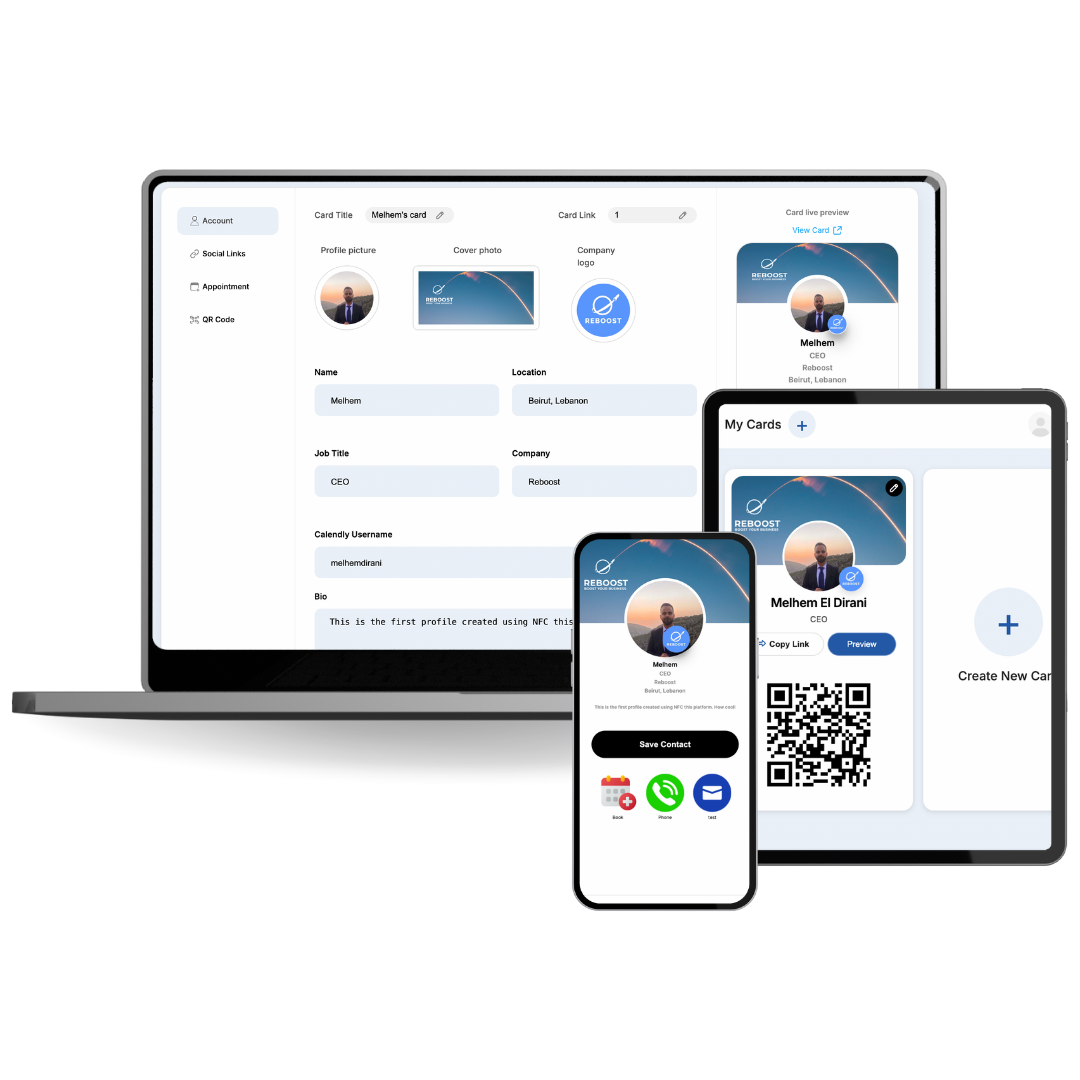 Account
Social Links
Appointment
QR Code
Card Title
Melhem's card
Card Link
1
Profile picture
Cover photo
Company
logo
REBOOST
REBOOST
Name
Location
Melhem
Beirut, Lebanon
Job Title
Company
CEO
Reboost
Calendly Username
melhemdirani
Bio
This is the first profile created using NFC this
Card live preview
View Card
REBOOST
BOOST YOUR BUSINESS
Melhem
CEO
Reboost
Beirut, Lebanon
My Cards
REBOOST
BOOST YOUR BUSINESS
REBOOST
Melhem El Dirani
CEO
Copy Link
Preview
Create New Car
REBOOST
BOOST YOUR BUSINESS
REBOOST
Melhem
CEO
Reboost
Beirut, Lebanon
This is the first profile created using NFC this platform. How cool!
Save Contact
Book
Phone
test